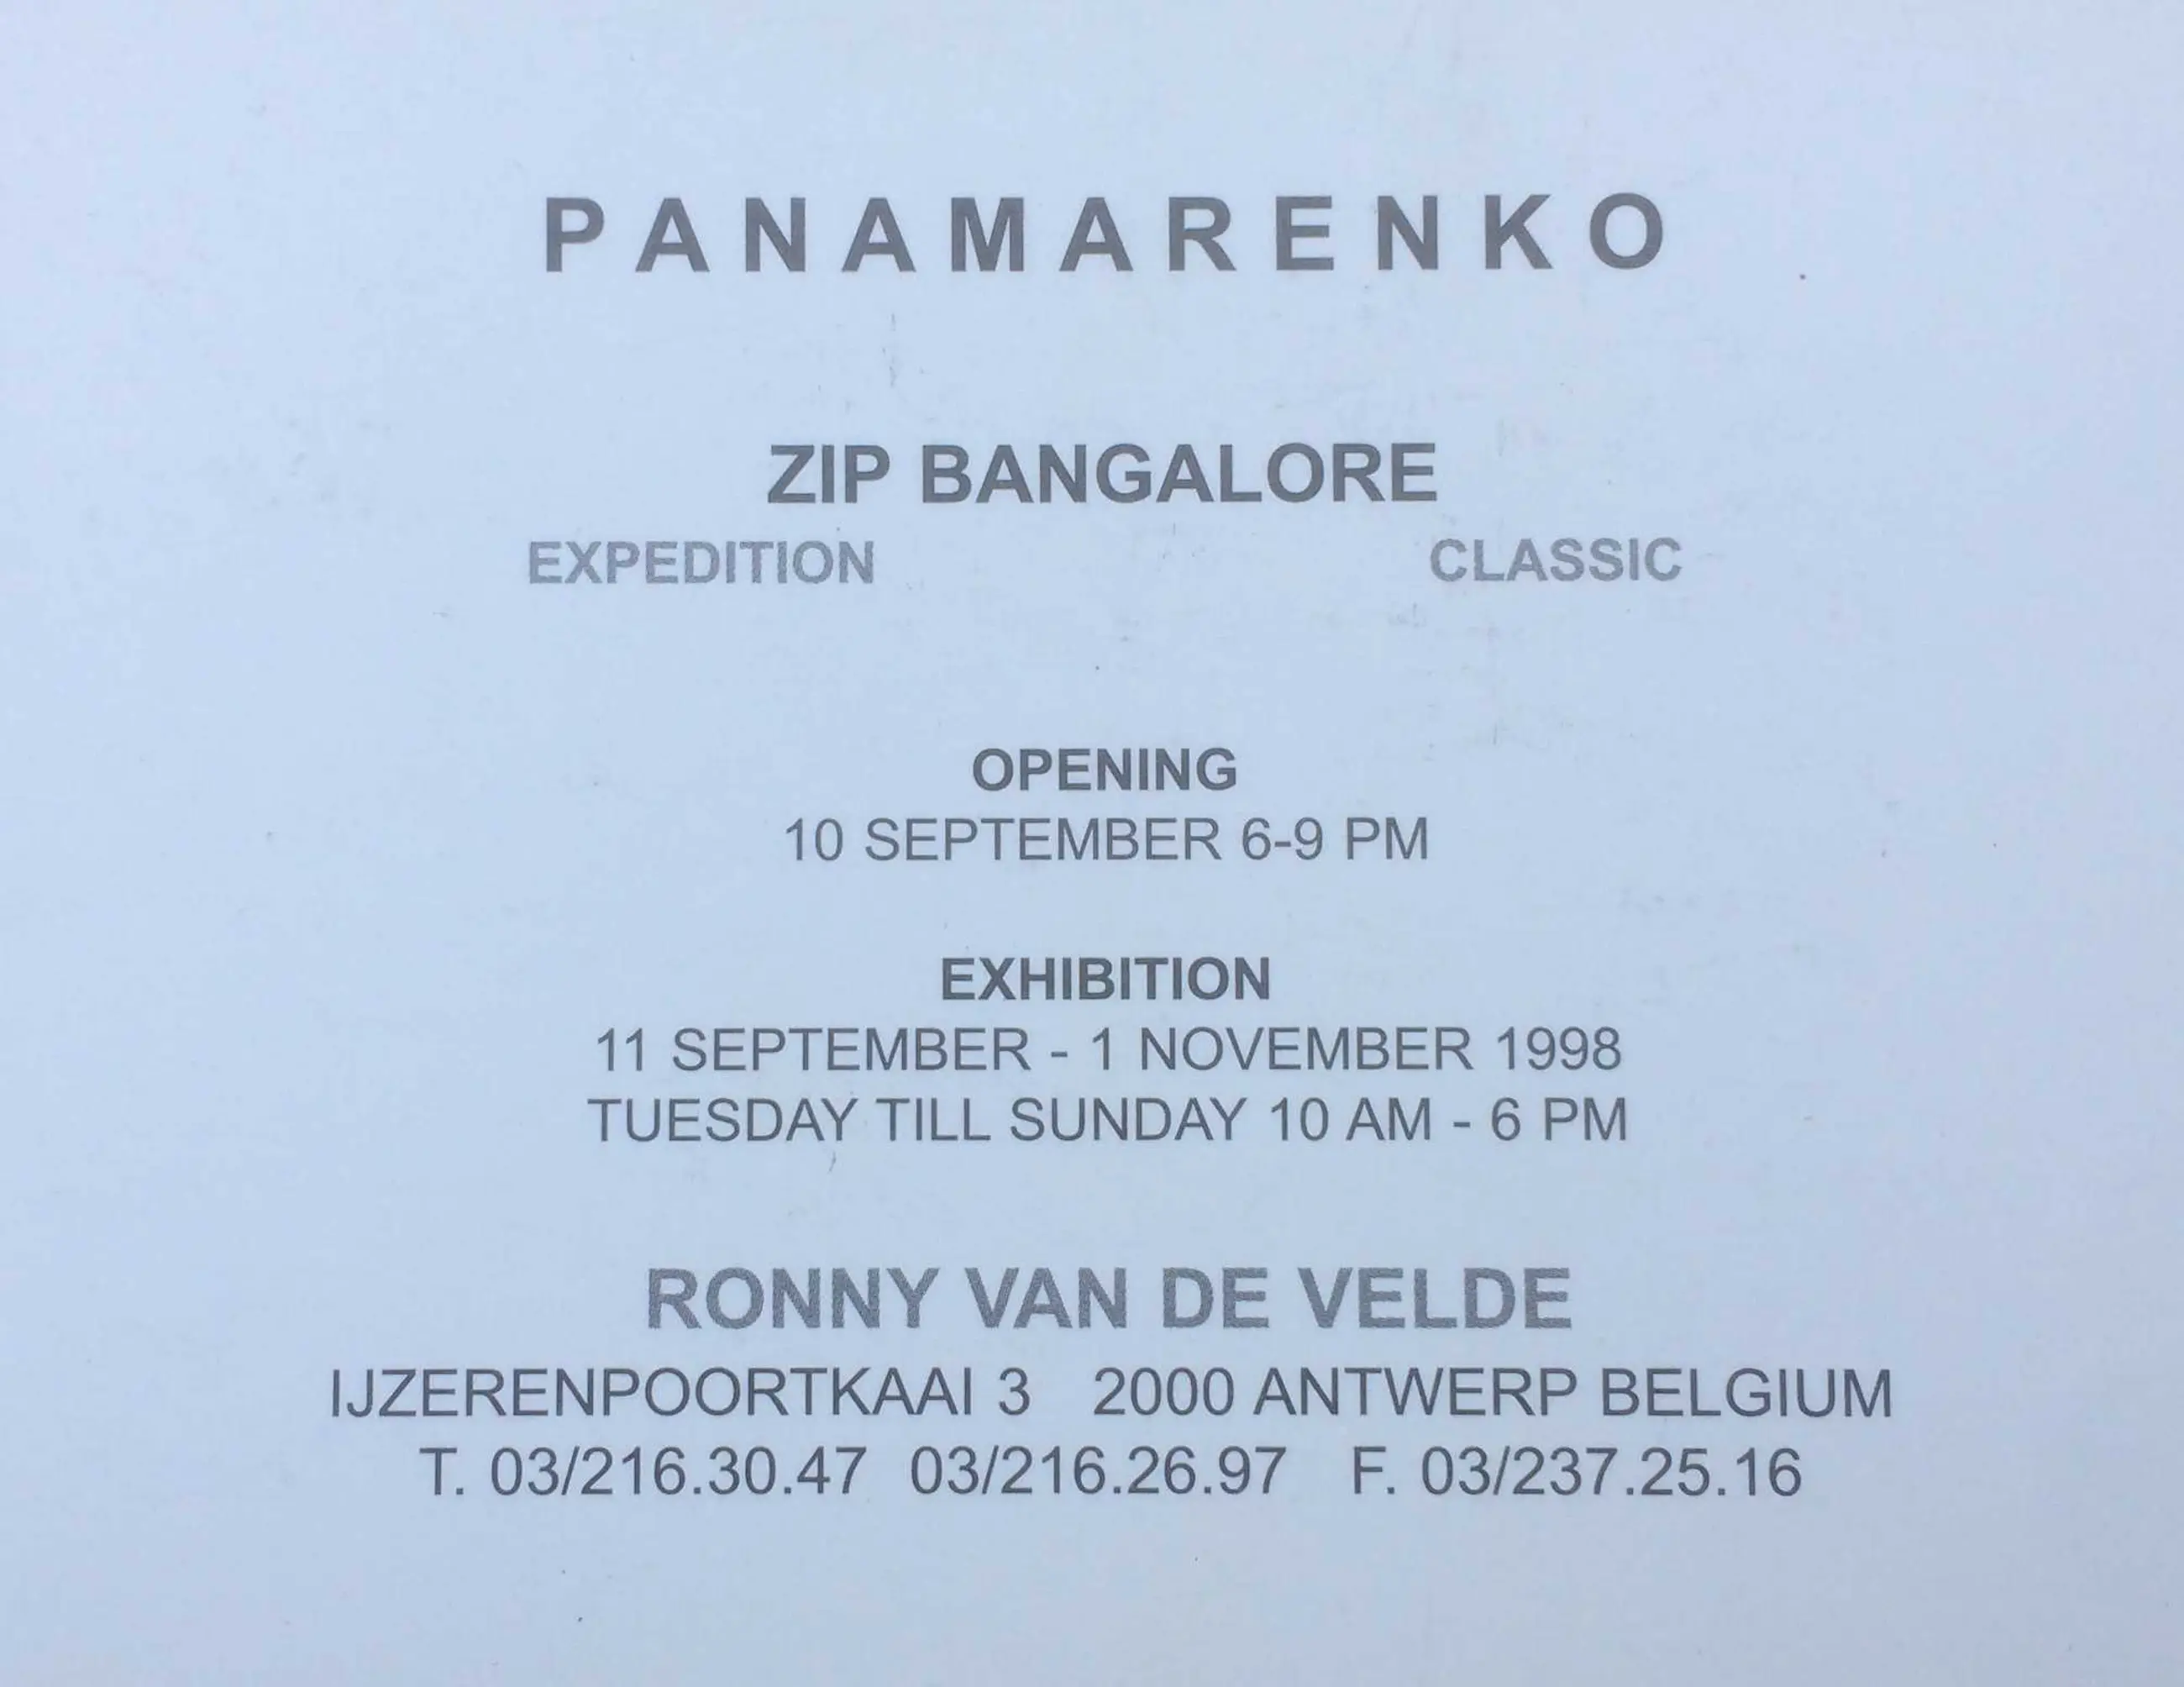 PANAMARENKO
ZIP BANGALORE
EXPEDITION CLASSIC
OPENING
10 SEPTEMBER 6-9 PM
EXHIBITION
11 SEPTEMBER - 1 NOVEMBER 1998
TUESDAY TILL SUNDAY 10 AM - 6 PM
RONNY VAN DE VELDE
IJZERENPOORTKAAI 3 2000 ANTWERP BELGIUM
T. 03/216.30.47 03/216.26.97 F. 03/237.25.16